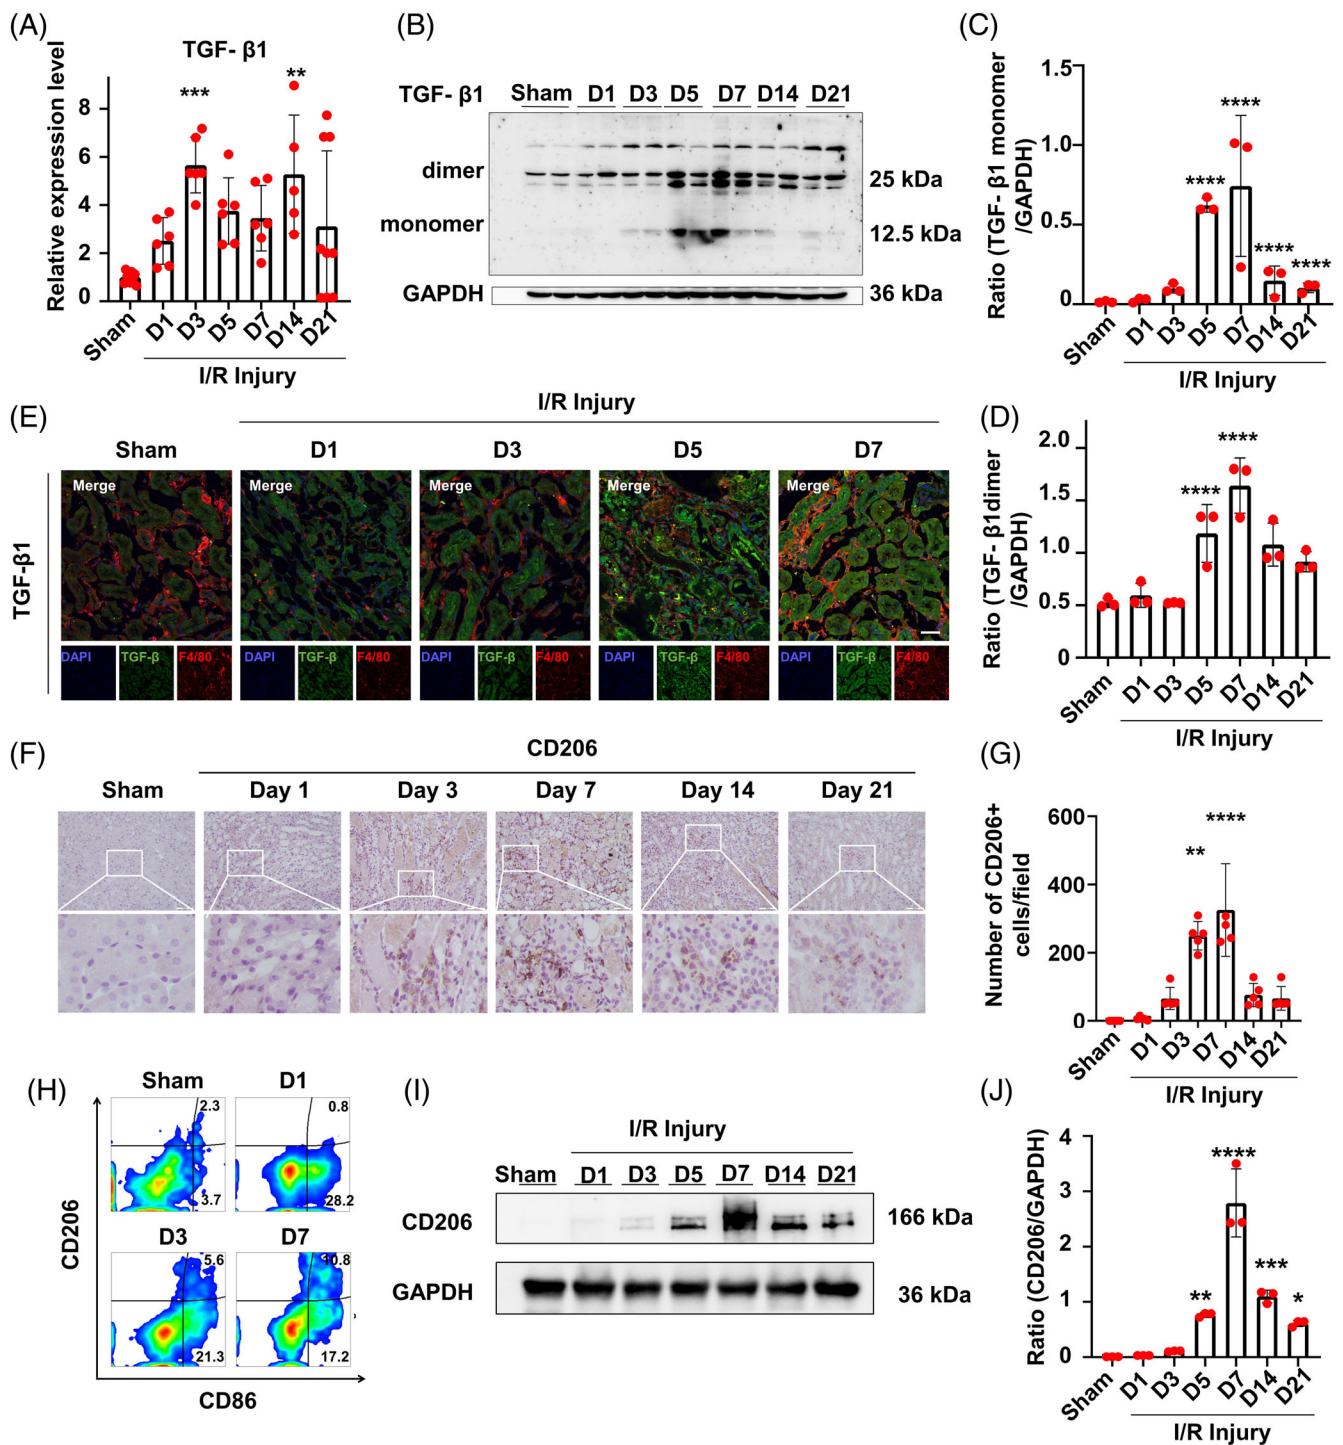 (A)
TGF- β1
Relative expression level
8
6
4
2
0
*** **
Sham D1 D3 D5 D7 D14 D21
I/R Injury
(B)
TGF- β1 Sham D1 D3 D5 D7 D14 D21
dimer
25 kDa
monomer
12.5 kDa
GAPDH
36 kDa
(C)
Ratio (TGF- β1 monomer
/GAPDH)
1.5
1.0
0.5
0
**** **** **** ****
Sham D1 D3 D5 D7 D14 D21
I/R Injury
(D)
Ratio (TGF- β1dimer
/GAPDH)
2.0
1.5
1.0
0.5
0
**** ****
Sham D1 D3 D5 D7 D14 D21
I/R Injury
(E)
I/R Injury
Sham D1 D3 D5 D7
TGF-β1
Merge Merge Merge Merge Merge
DAPI TGF-β F4/80 DAPI TGF-β F4/80 DAPI TGF-β F4/80 DAPI TGF-β F4/80 DAPI TGF-β F4/80
(F)
CD206
Sham Day 1 Day 3 Day 7 Day 14 Day 21
(G)
Number of CD206+
cells/field
600
400
200
0
** ****
Sham D1 D3 D7 D14 D21
I/R Injury
(H)
Sham D1
2.3 0.8
3.7 28.2
D3 D7
5.6 10.8
21.3 17.2
CD206
CD86
(I)
I/R Injury
Sham D1 D3 D5 D7 D14 D21
CD206 166 kDa
GAPDH 36 kDa
(J)
Ratio (CD206/GAPDH)
4
3
2
1
0
** **** *** *
Sham D1 D3 D5 D7 D14 D21
I/R Injury